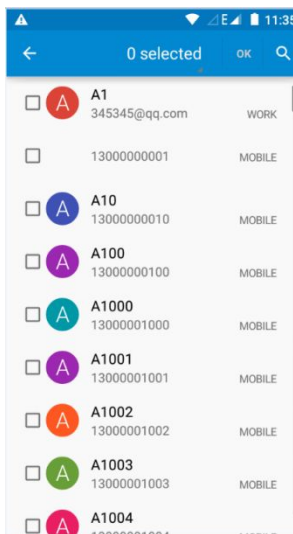 E 11:35
0 selected OK
A A1
345345@qq.com WORK
13000000001 MOBILE
A A10
13000000010 MOBILE
A A100
13000000100 MOBILE
A A1000
13000001000 MOBILE
A A1001
13000001001 MOBILE
A A1002
13000001002 MOBILE
A A1003
13000001003 MOBILE
A A1004